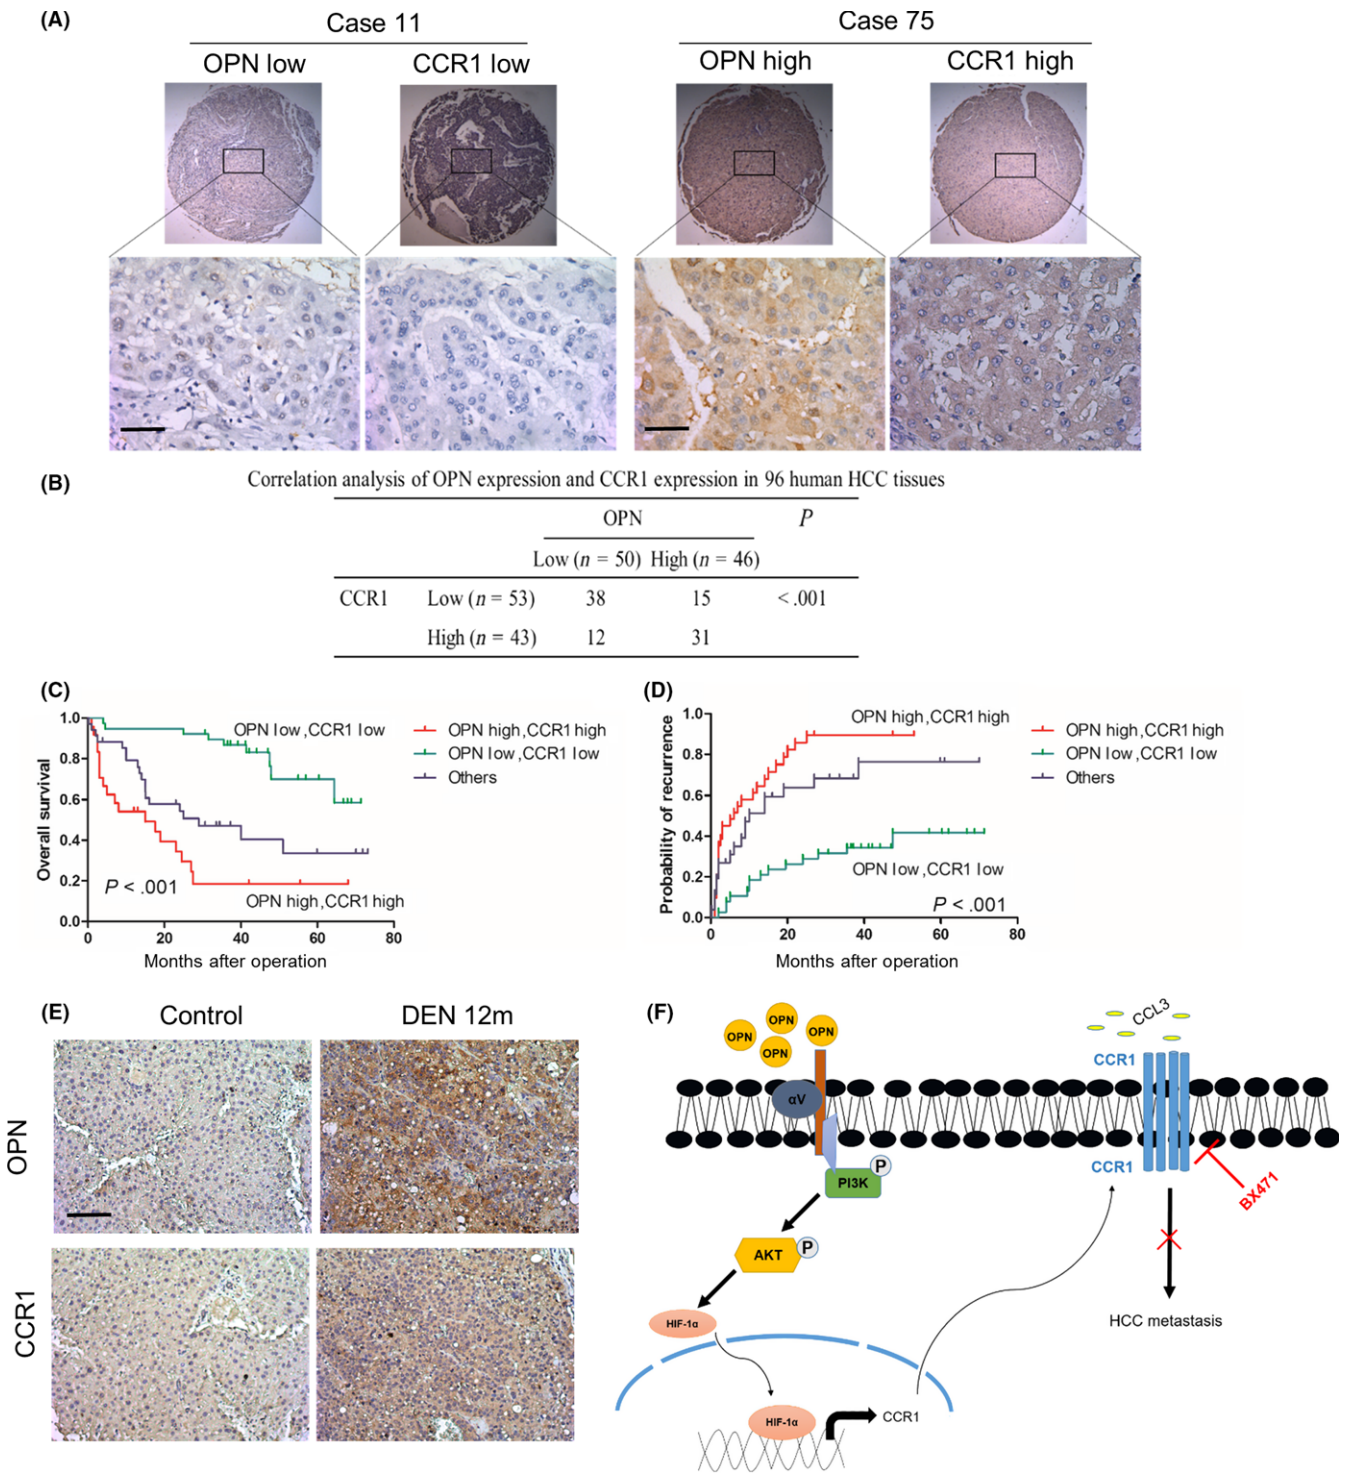 (A)
Case 11
Case 75
OPN low
CCR1 low
OPN high
CCR1 high
(B)
Correlation analysis of OPN expression and CCR1 expression in 96 human HCC tissues
OPN
P
Low (n = 50) High (n = 46)
CCR1 Low (n = 53) 38 15 < .001
High (n = 43) 12 31
(C)
1.0
0.8
0.6
0.4
0.2
0.0
Overall survival
OPN low,CCR1 low
OPN high,CCR1 high
OPN low,CCR1 low
Others
P < .001
OPN high,CCR1 high
0 20 40 60 80
Months after operation
(D)
1.0
0.8
0.6
0.4
0.2
0.0
Probability of recurrence
OPN high,CCR1 high
OPN high,CCR1 high
OPN low,CCR1 low
Others
OPN low,CCR1 low
P < .001
0 20 40 60 80
Months after operation
(E)
Control
DEN 12m
OPN
CCR1
(F)
OPN
OPN
OPN
OPN
CCL3
CCR1
αV
CCR1
P
PI3K
BX471
P
AKT
HIF-1α
HCC metastasis
HIF-1α
CCR1